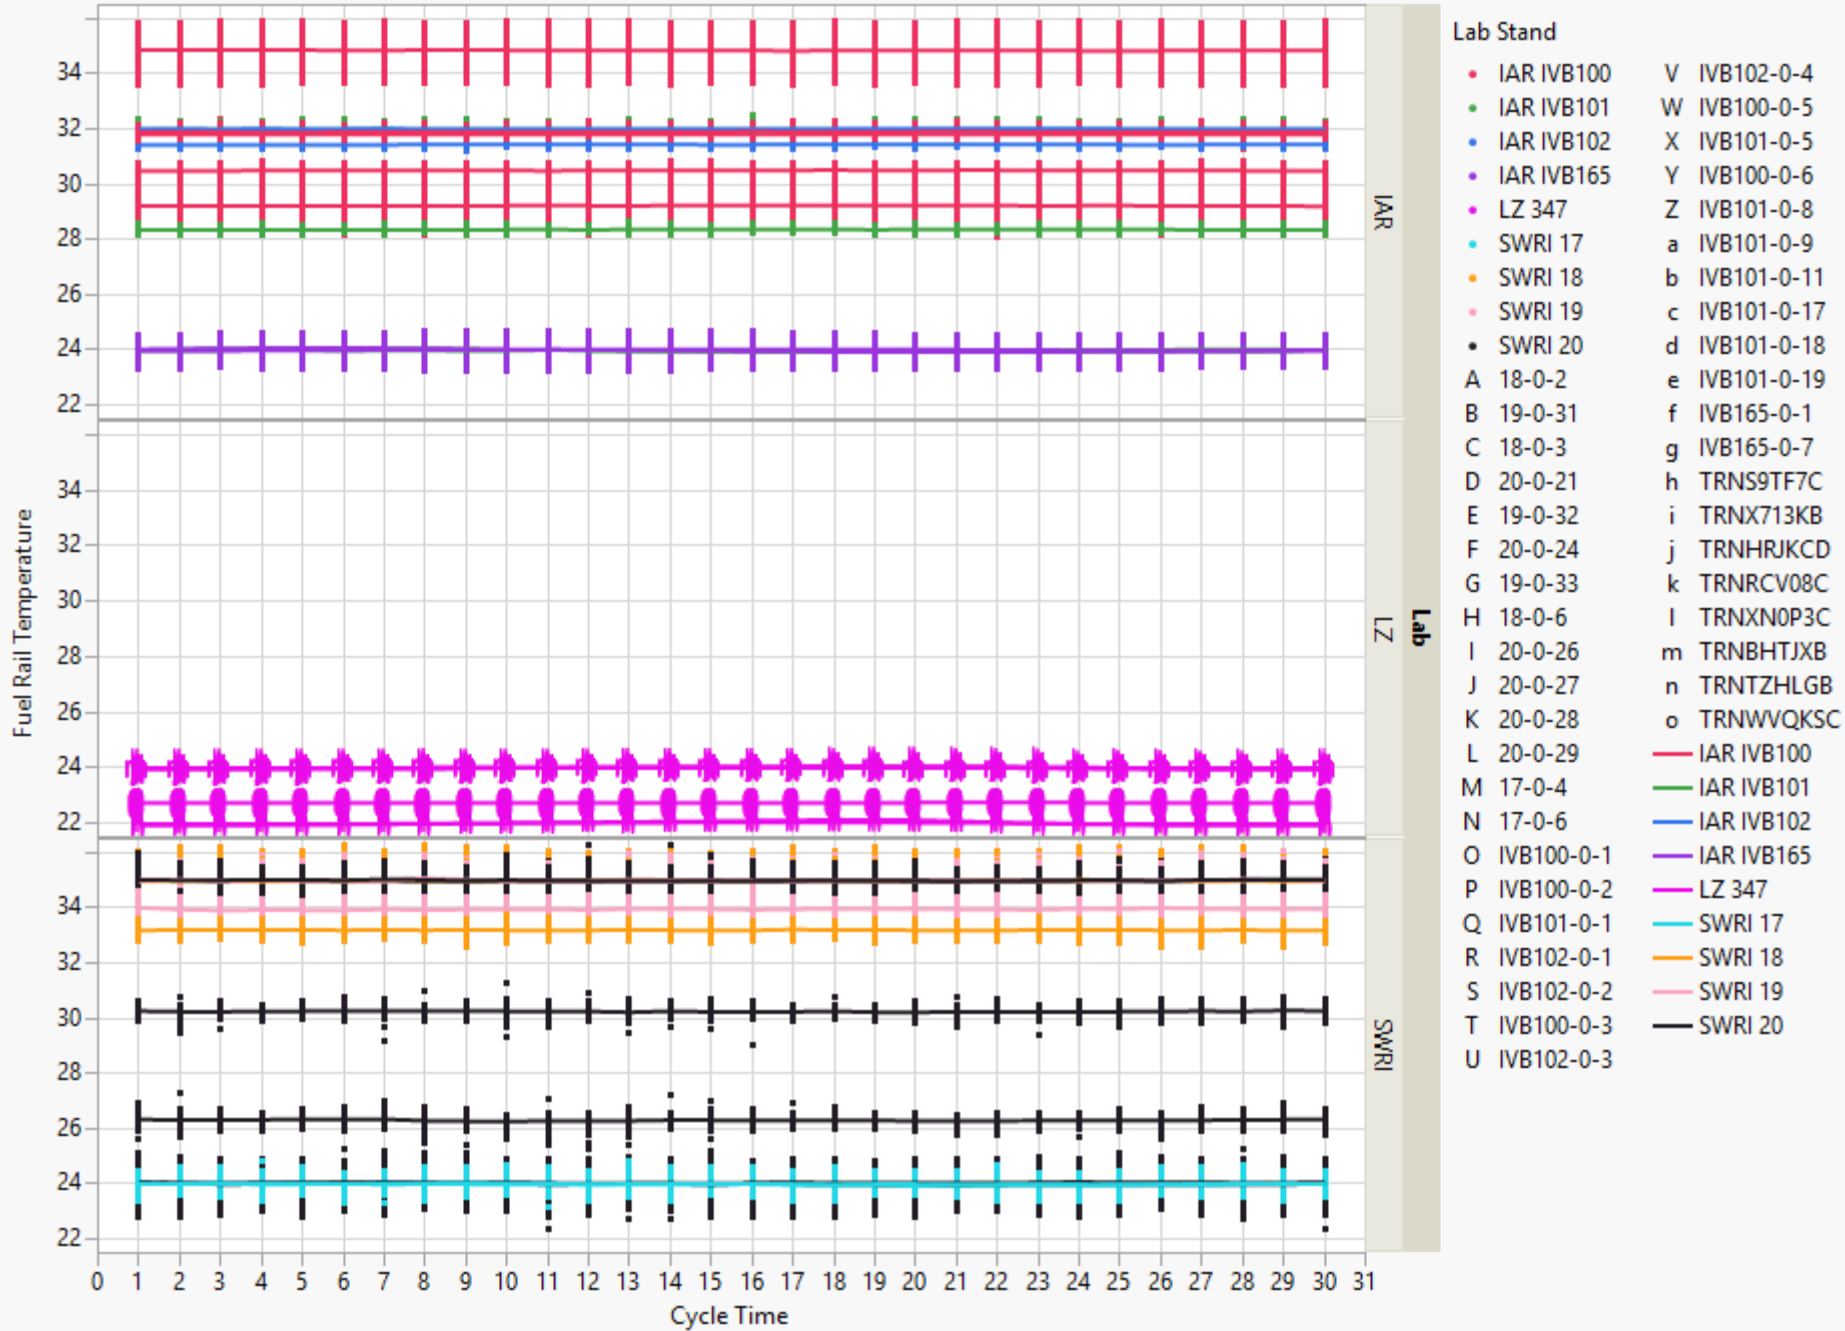 34
32
30
28
26
24
22
IAR
34
32
30
28
26
24
22
LZ
34
32
30
28
26
24
22
SWRI
Lab
Fuel Rail Temperature
0 1 2 3 4 5 6 7 8 9 10 11 12 13 14 15 16 17 18 19 20 21 22 23 24 25 26 27 28 29 30 31
Cycle Time
Lab Stand
IAR IVB100
IAR IVB101
IAR IVB102
IAR IVB165
LZ 347
SWRI 17
SWRI 18
SWRI 19
SWRI 20
A 18-0-2
B 19-0-31
C 18-0-3
D 20-0-21
E 19-0-32
F 20-0-24
G 19-0-33
H 18-0-6
I 20-0-26
J 20-0-27
K 20-0-28
L 20-0-29
M 17-0-4
N 17-0-6
O IVB100-0-1
P IVB100-0-2
Q IVB101-0-1
R IVB102-0-1
S IVB102-0-2
T IVB100-0-3
U IVB102-0-3
V IVB102-0-4
W IVB100-0-5
X IVB101-0-5
Y IVB100-0-6
Z IVB101-0-8
a IVB101-0-9
b IVB101-0-11
c IVB101-0-17
d IVB101-0-18
e IVB101-0-19
f IVB165-0-1
g IVB165-0-7
h TRNS9TF7C
i TRNX713KB
j TRNHRJKCD
k TRNRCV08C
l TRNXN0P3C
m TRNBHTJXB
n TRNTZHLGB
o TRNWVQKSC
IAR IVB100
IAR IVB101
IAR IVB102
IAR IVB165
LZ 347
SWRI 17
SWRI 18
SWRI 19
SWRI 20